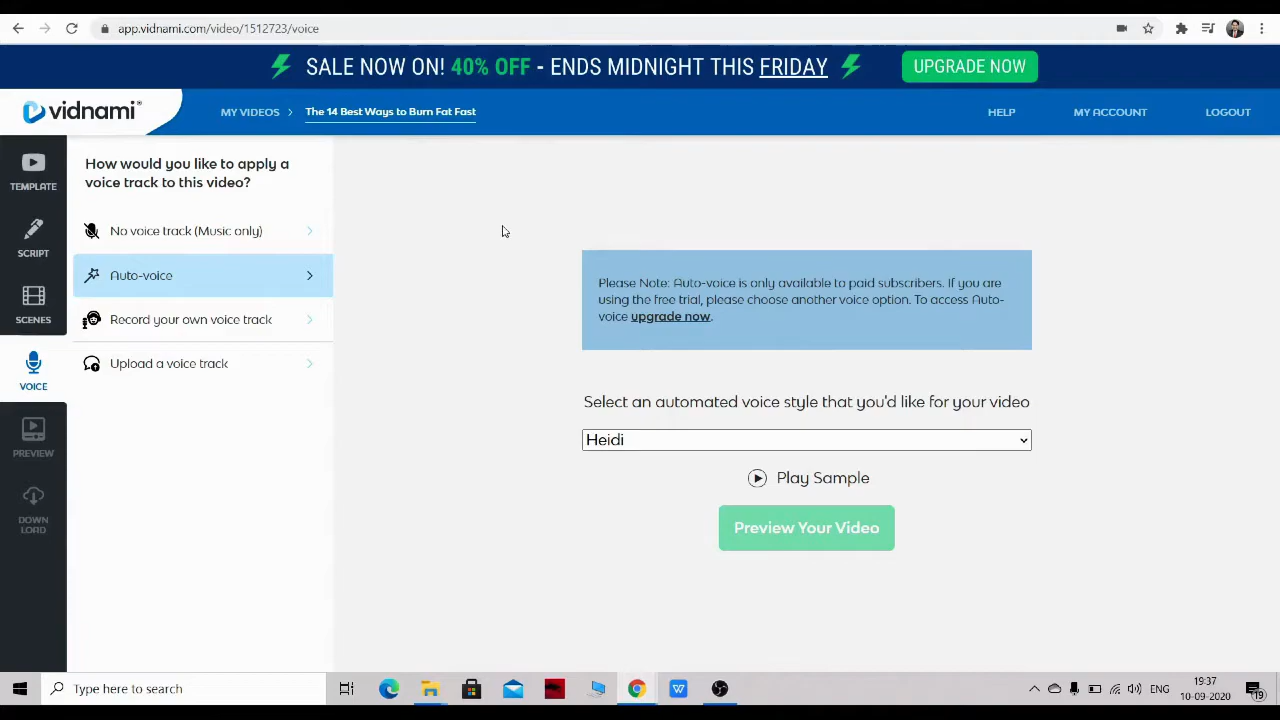 app.vidnami.com/video/1512723/voice
SALE NOW ON! 40% OFF - ENDS MIDNIGHT THIS FRIDAY
UPGRADE NOW
vidnami®
MY VIDEOS > The 14 Best Ways to Burn Fat Fast
HELP
MY ACCOUNT
LOGOUT
TEMPLATE
SCRIPT
SCENES
VOICE
PREVIEW
DOWN
LOAD
How would you like to apply a
voice track to this video?
No voice track (Music only)
Auto-voice
Record your own voice track
Upload a voice track
Please Note: Auto-voice is only available to paid subscribers. If you are
using the free trial, please choose another voice option. To access Auto-
voice upgrade now.
Select an automated voice style that you'd like for your video
Heidi
Play Sample
Preview Your Video
Type here to search
ENG
19:37
10-09-2020
19